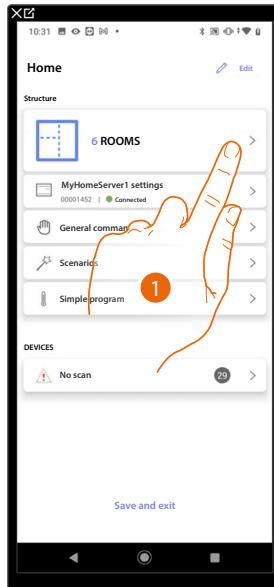 10:31
Home
Edit
Structure
6 ROOMS
MyHomeServer1 settings
00001452 | Connected
General comman
Scenarios
1
Simple program
DEVICES
No scan
29
Save and exit